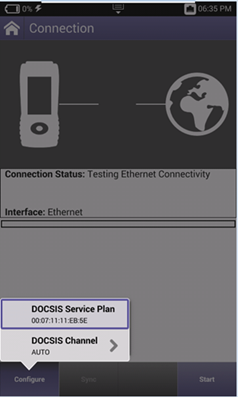 0% 06:35 PM
Connection
Connection Status: Testing Ethernet Connectivity
Interface: Ethernet
DOCSIS Service Plan
00:07:11:11:EB:5E
DOCSIS Channel
AUTO
Configure Sync Start